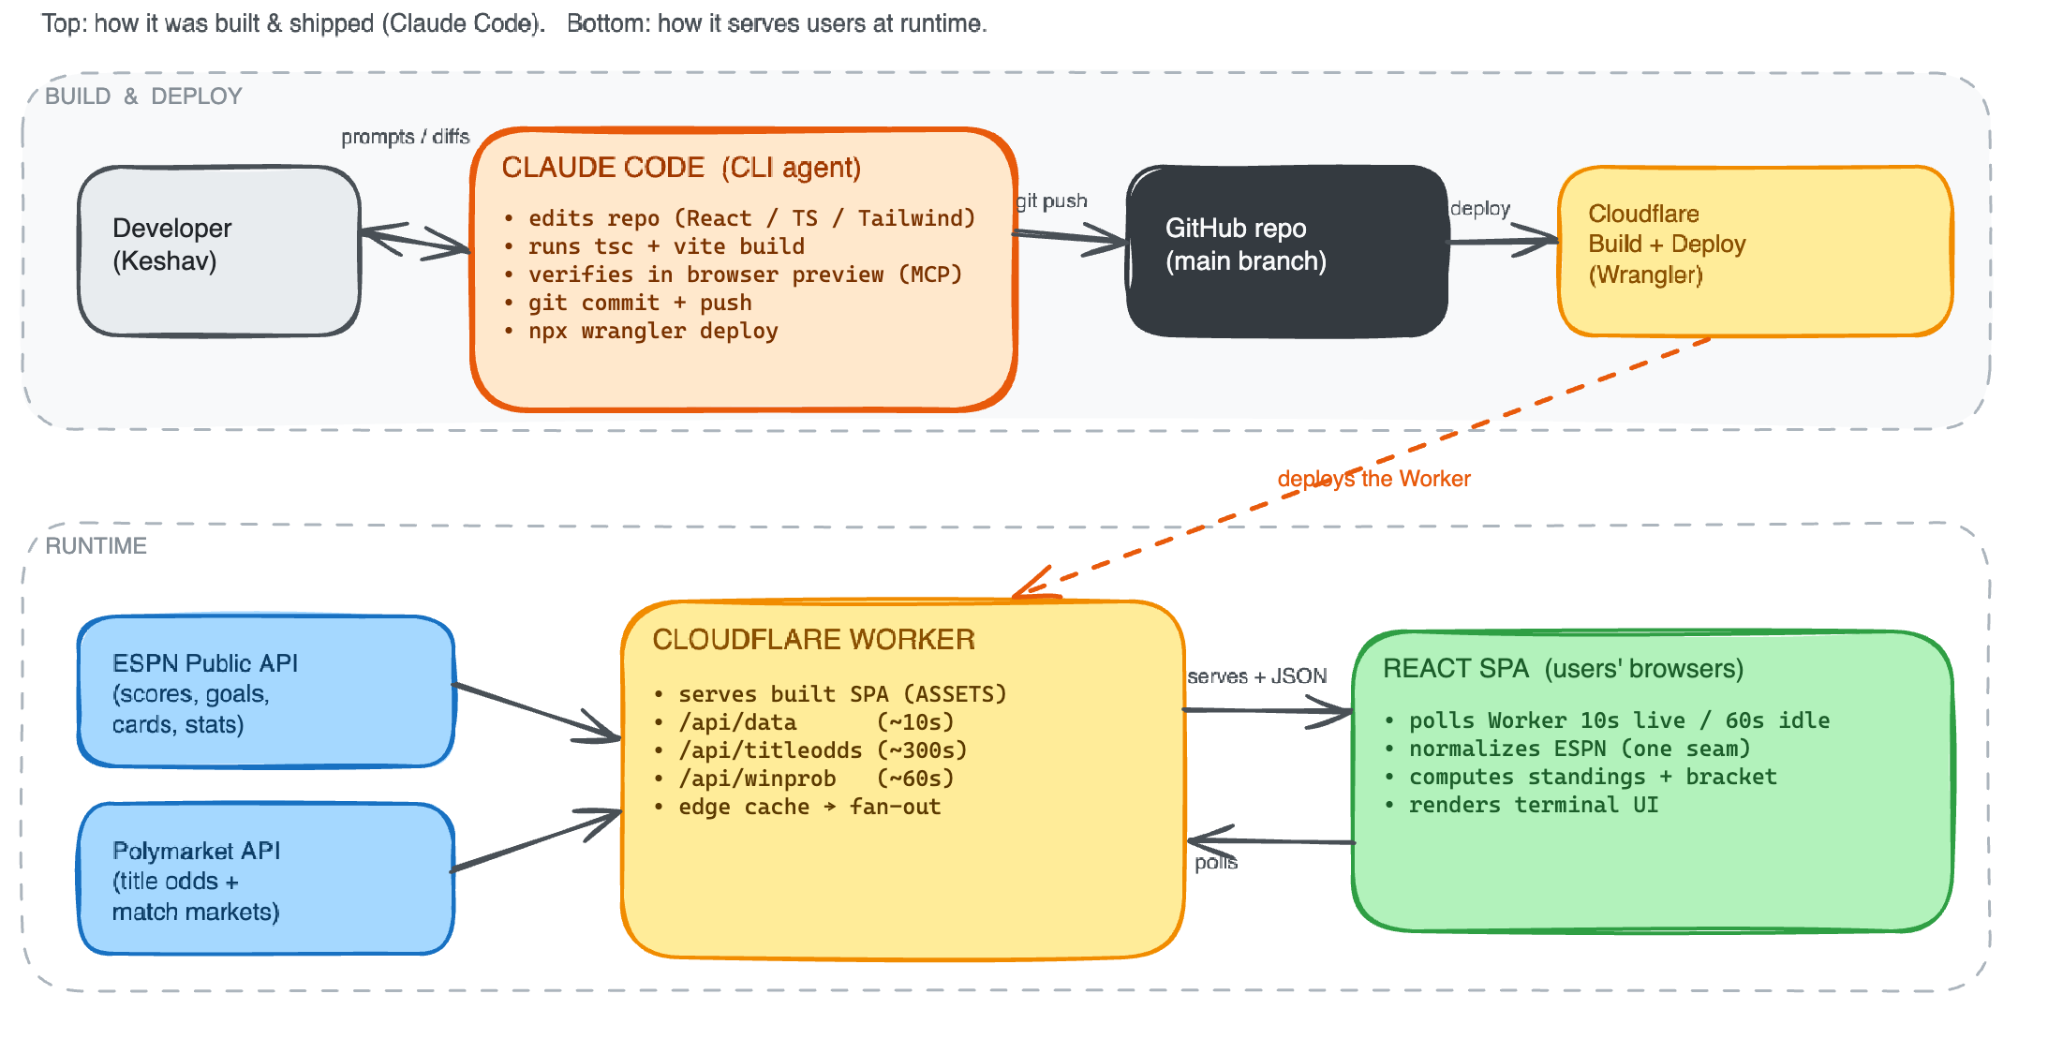 Top: how it was built & shipped (Claude Code).   Bottom: how it serves users at runtime.
BUILD & DEPLOY
prompts / diffs
Developer
(Keshav)
CLAUDE CODE (CLI agent)
• edits repo (React / TS / Tailwind)
• runs tsc + vite build
• verifies in browser preview (MCP)
• git commit + push
• npx wrangler deploy
git push
GitHub repo
(main branch)
deploy
Cloudflare
Build + Deploy
(Wrangler)
deploys the Worker
RUNTIME
ESPN Public API
(scores, goals,
cards, stats)
Polymarket API
(title odds +
match markets)
CLOUDFLARE WORKER
• serves built SPA (ASSETS)
• /api/data      (~10s)
• /api/titleodds (~300s)
• /api/winprob   (~60s)
• edge cache → fan-out
serves + JSON
polls
REACT SPA (users' browsers)
• polls Worker 10s live / 60s idle
• normalizes ESPN (one seam)
• computes standings + bracket
• renders terminal UI